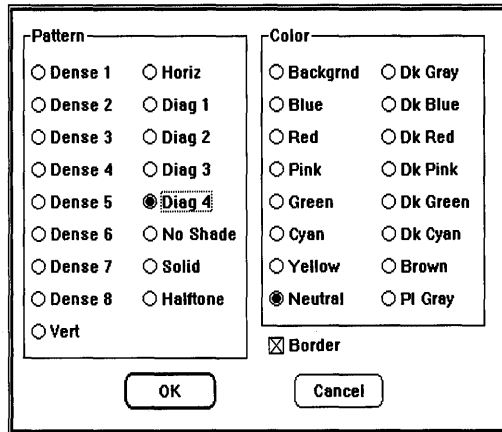 Pattern
Dense 1
Dense 2
Dense 3
Dense 4
Dense 5
Dense 6
Dense 7
Dense 8
Vert
Horiz
Diag 1
Diag 2
Diag 3
Diag 4
No Shade
Solid
Halftone
Color
Backgrnd
Blue
Red
Pink
Green
Cyan
Yellow
Neutral
Dk Gray
Dk Blue
Dk Red
Dk Pink
Dk Green
Dk Cyan
Brown
Pl Gray
Border
OK
Cancel